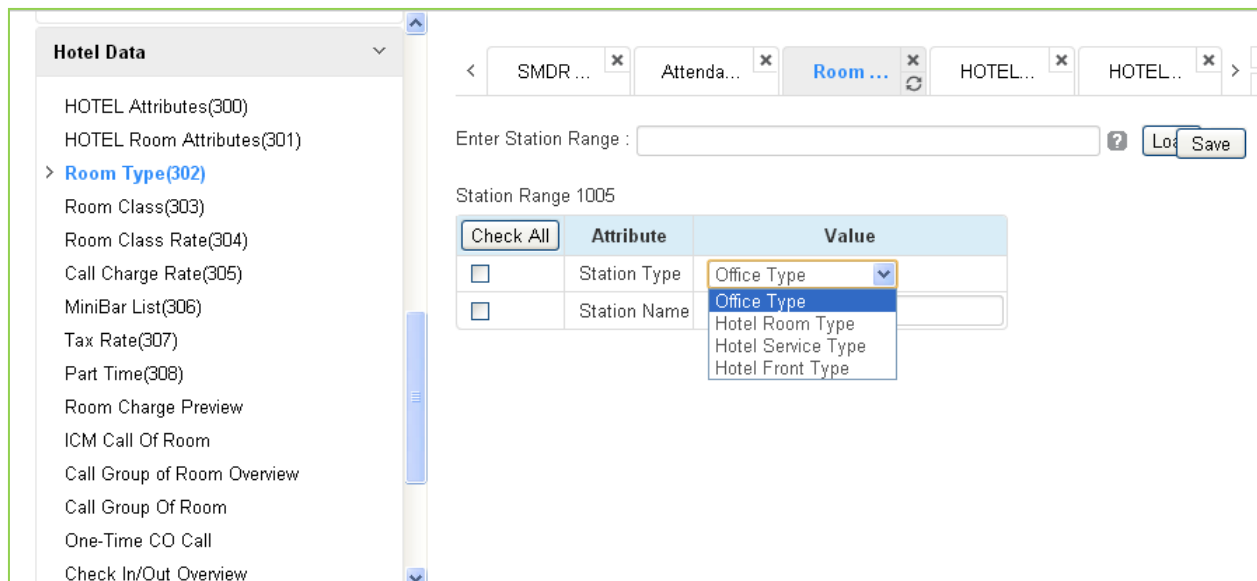 Hotel Data
HOTEL Attributes(300)
HOTEL Room Attributes(301)
Room Type(302)
Room Class(303)
Room Class Rate(304)
Call Charge Rate(305)
MiniBar List(306)
Tax Rate(307)
Part Time(308)
Room Charge Preview
ICM Call Of Room
Call Group of Room Overview
Call Group Of Room
One-Time CO Call
Check In/Out Overview
SMDR ... Attenda... Room ... HOTEL... HOTEL...
Enter Station Range : ? Save
Station Range 1005
Check All Attribute Value
Station Type Office Type
Office Type
Station Name
Hotel Room Type
Hotel Service Type
Hotel Front Type